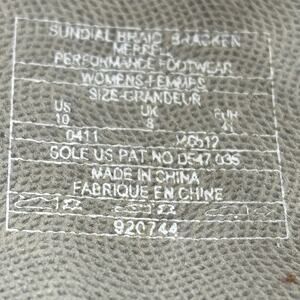 SUNDIAL BRAID BRACKEN
MERRELL
PERFORMANCE FOOTWEAR
WOMENS-FEMMES
SIZE-GRANDEUR
US UK EUR
10 8 41
0411
SOLE US PAT NO D547,035
MADE IN CHINA
FABRIQUE EN CHINE
920744